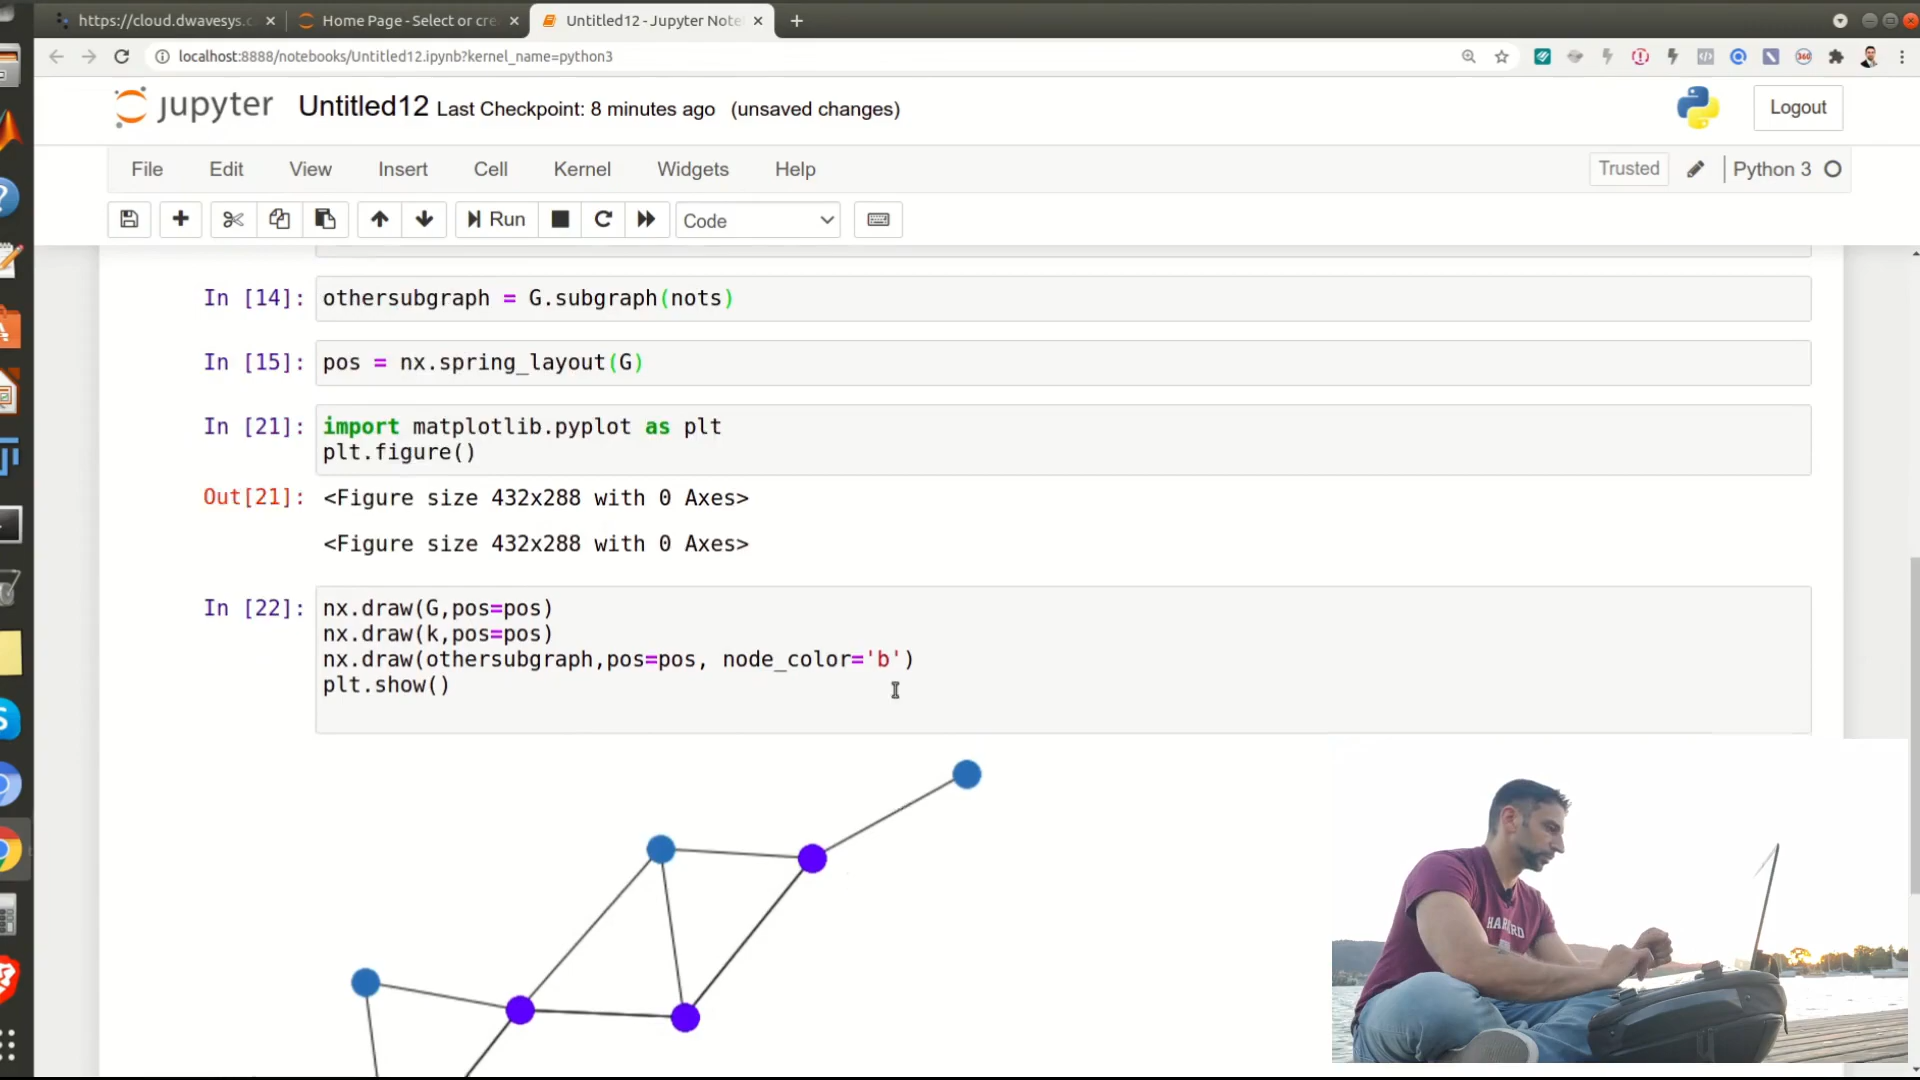 https://cloud.dwavesys.c
Home Page - Select or cre
Untitled12 - Jupyter Note
localhost:8888/notebooks/Untitled12.ipynb?kernel_name=python3
360
jupyter Untitled12 Last Checkpoint: 8 minutes ago (unsaved changes)
Logout
File Edit View Insert Cell Kernel Widgets Help
Trusted Python 3
Run Code
In [14]: othersubgraph = G.subgraph(nots)
In [15]: pos = nx.spring_layout(G)
In [21]: import matplotlib.pyplot as plt
plt.figure()
Out[21]: <Figure size 432x288 with 0 Axes>
<Figure size 432x288 with 0 Axes>
In [22]: nx.draw(G,pos=pos)
nx.draw(k,pos=pos)
nx.draw(othersubgraph,pos=pos, node_color='b')
plt.show()